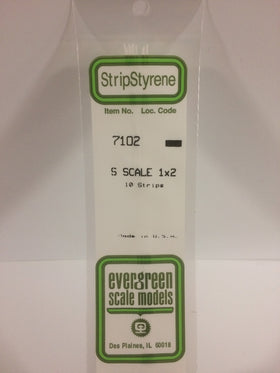 StripStyrene
Item No. Loc. Code
7102
S SCALE 1x2
10 Strips
Made in U.S.A.
evergreen
scale models
Des Plaines, IL 60018